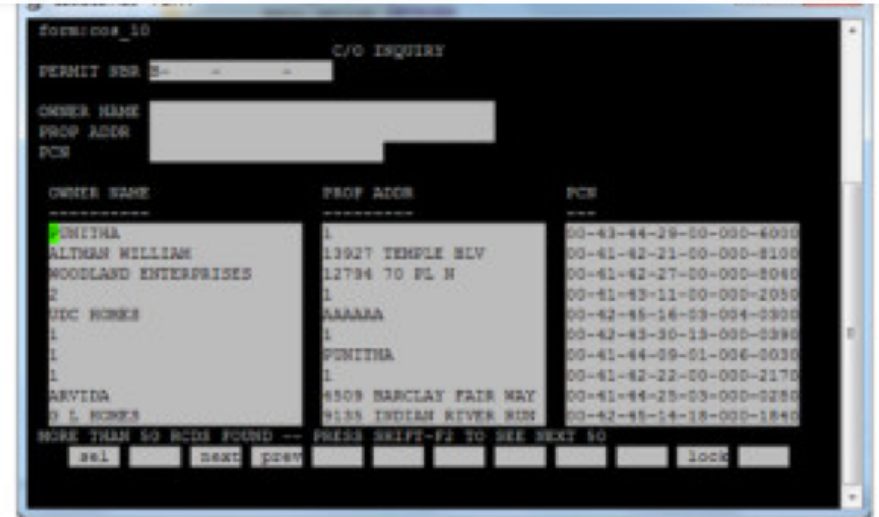 form:cos_10
C/O INQUIRY
PERMIT NBR B- - -
OWNER NAME
PROP ADDR
PCN
OWNER NAME PROP ADDR PCN
---------- --------- ---
PUNITHA 1 00-43-44-29-00-000-6000
ALTMAN WILLIAM 13927 TEMPLE BLV 00-41-42-21-00-000-8100
WOODLAND ENTERPRISES 12794 70 PL N 00-41-42-27-00-000-8040
2 1 00-41-43-11-00-000-2050
UDC HOMES AAAAAA 00-42-45-16-03-004-0300
1 1 00-42-43-30-13-000-0390
1 PUNITHA 00-41-44-09-01-006-0030
1 1 00-41-42-22-00-000-2170
ARVIDA 6509 BARCLAY FAIR WAY 00-41-44-25-03-000-0280
G L HOMES 9135 INDIAN RIVER RUN 00-42-45-14-18-000-1840
MORE THAN 50 RCDS FOUND -- PRESS SHIFT-F2 TO SEE NEXT 50
sel next prev lock